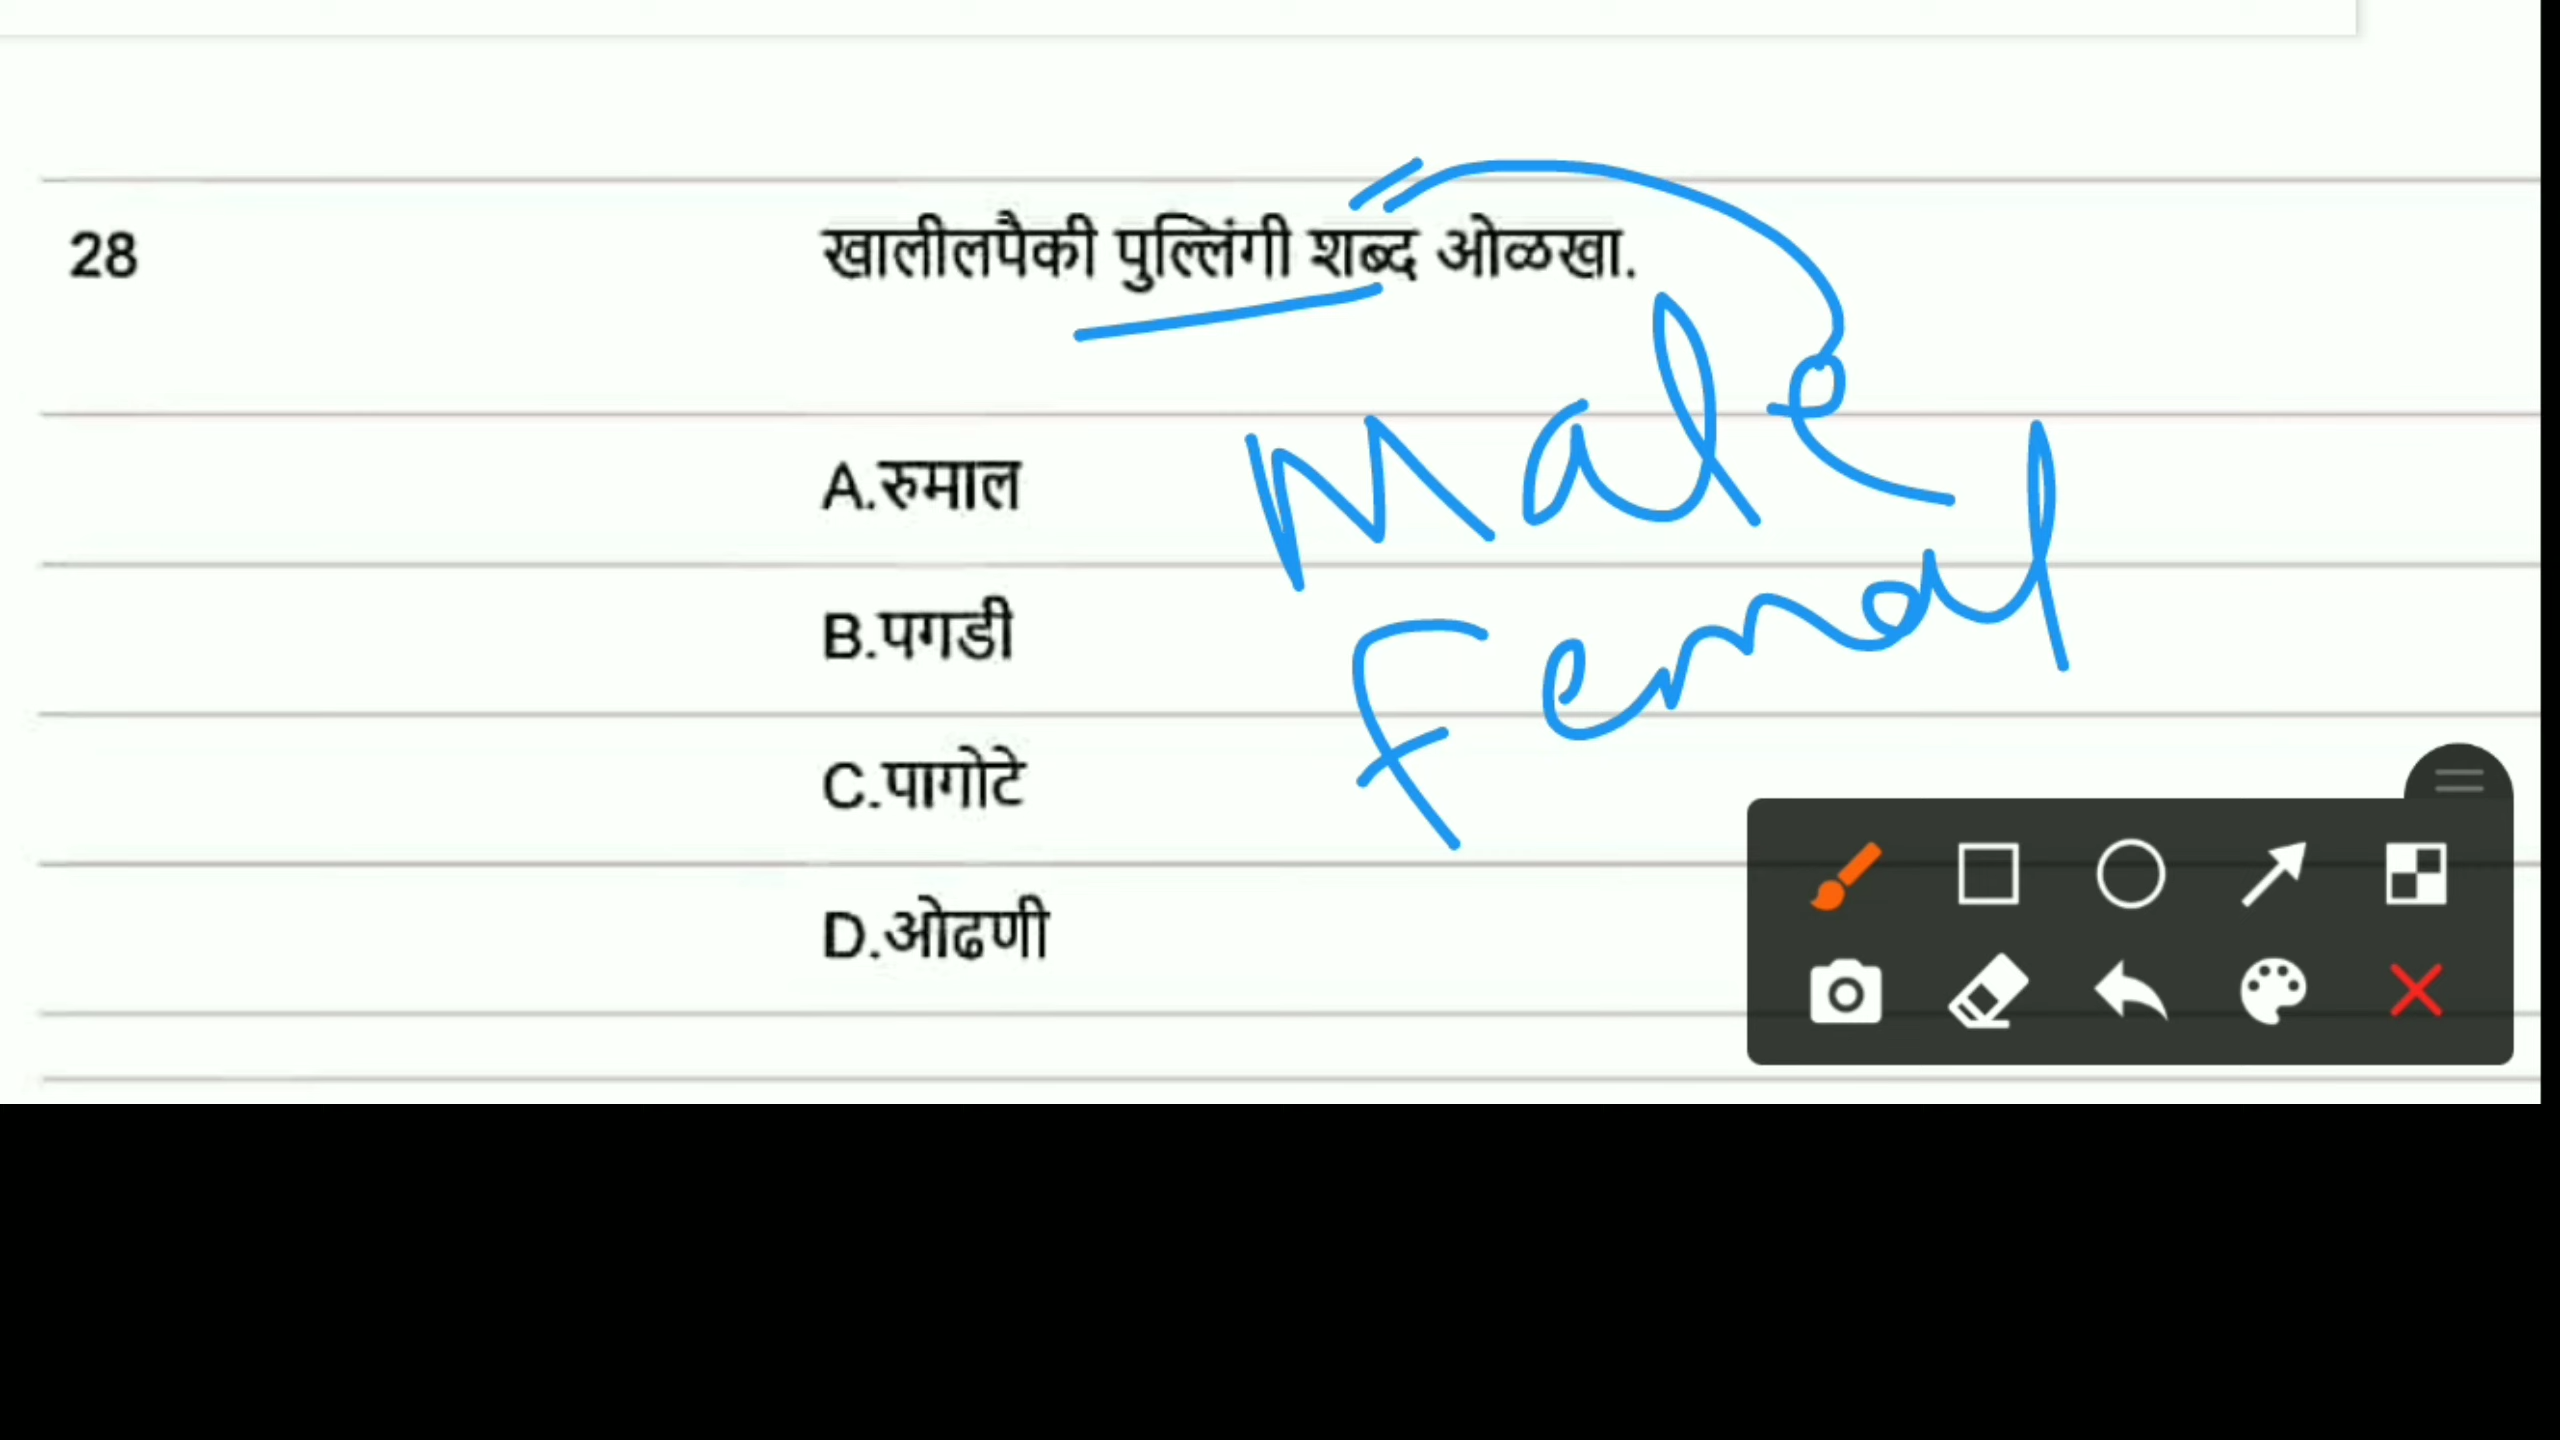 28 खालीलपैकी पुल्लिंगी शब्द ओळखा.
Male
A.रुमाल
B.पगडी
Femal
C.पागोटे
D.ओढणी